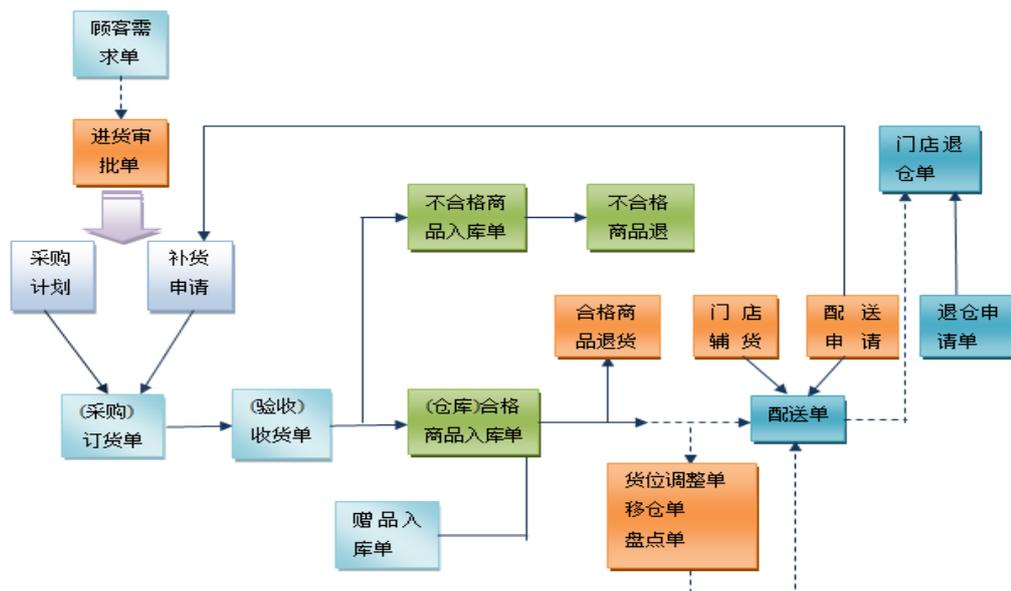 顾客需
求单
进货审
批单
门店退
仓单
不合格商
品入库单
不合格
商品退
采购
计划
补货
申请
合格商
品退货
门 店
辅 货
配 送
申 请
退仓申
请单
(采购)
订货单
(验收)
收货单
(仓库)合格
商品入库单
配送单
货位调整单
移仓单
盘点单
赠品入
库单